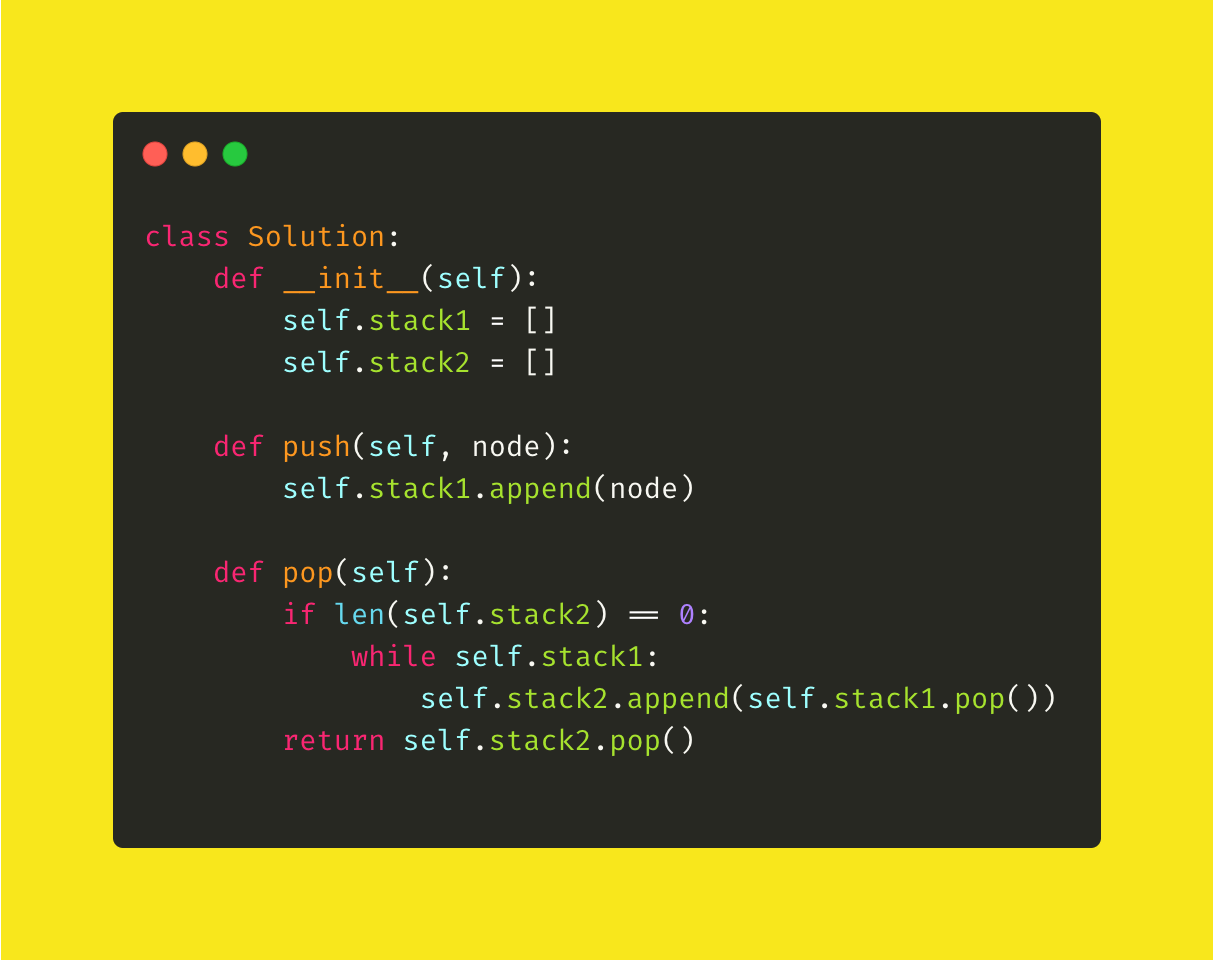 class Solution:
    def __init__(self):
        self.stack1 = []
        self.stack2 = []

    def push(self, node):
        self.stack1.append(node)

    def pop(self):
        if len(self.stack2) == 0:
            while self.stack1:
                self.stack2.append(self.stack1.pop())
        return self.stack2.pop()